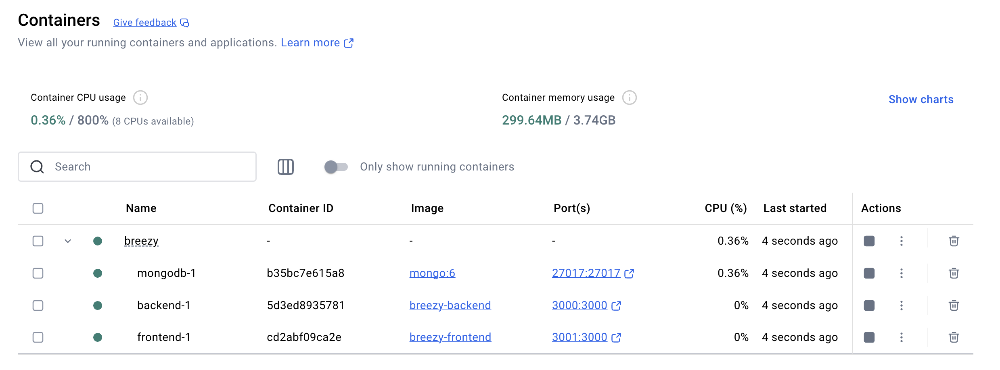 Containers Give feedback
View all your running containers and applications. Learn more
Container CPU usage
0.36% / 800% (8 CPUs available)
Container memory usage
299.64MB / 3.74GB
Show charts
Search
Only show running containers
Name Container ID Image Port(s) CPU (%) Last started Actions
breezy - - - 0.36% 4 seconds ago
mongodb-1 b35bc7e615a8 mongo:6 27017:27017 0.36% 4 seconds ago
backend-1 5d3ed8935781 breezy-backend 3000:3000 0% 4 seconds ago
frontend-1 cd2abf09ca2e breezy-frontend 3001:3000 0% 4 seconds ago